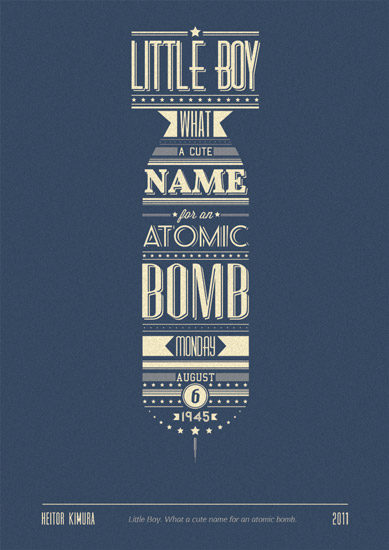 LITTLE BOY
WHAT
A CUTE
NAME
for an
ATOMIC
BOMB
MONDAY
AUGUST
6
1945
HEITOR KIMURA Little Boy. What a cute name for an atomic bomb. 2011